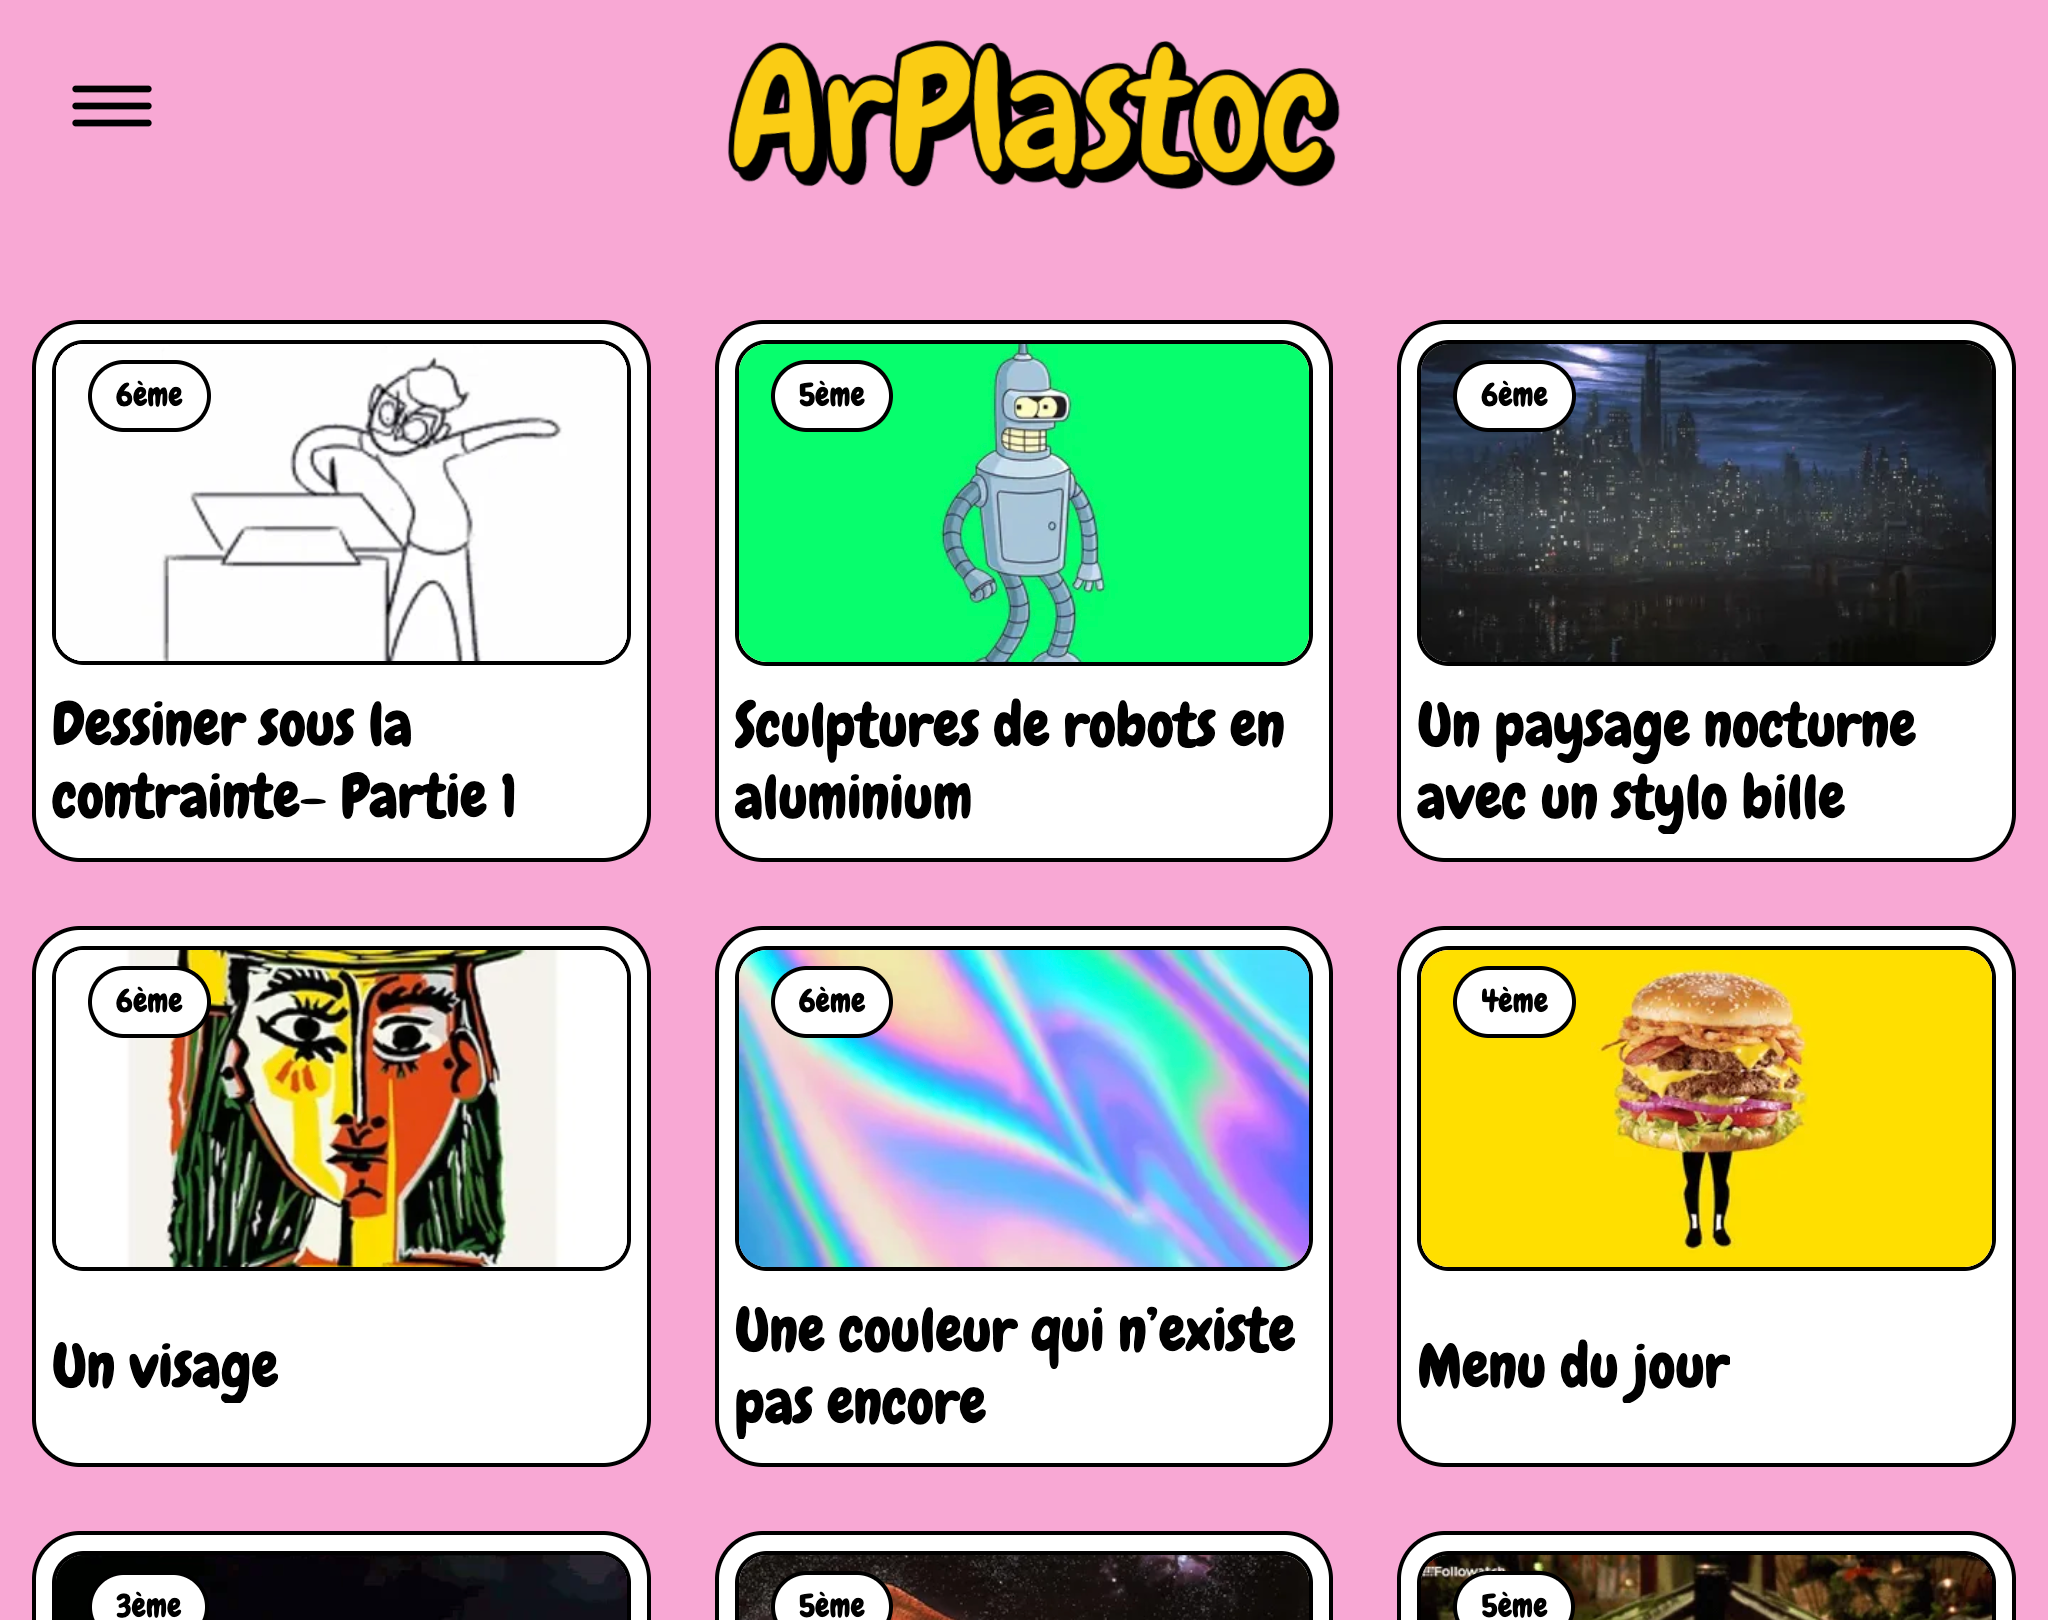 ArPlastoc
6ème
5ème
6ème
Dessiner sous la
contrainte– Partie 1
Sculptures de robots en
aluminium
Un paysage nocturne
avec un stylo bille
6ème
6ème
4ème
Un visage
Une couleur qui n’existe
pas encore
Menu du jour
3ème
5ème
Followatch
5ème